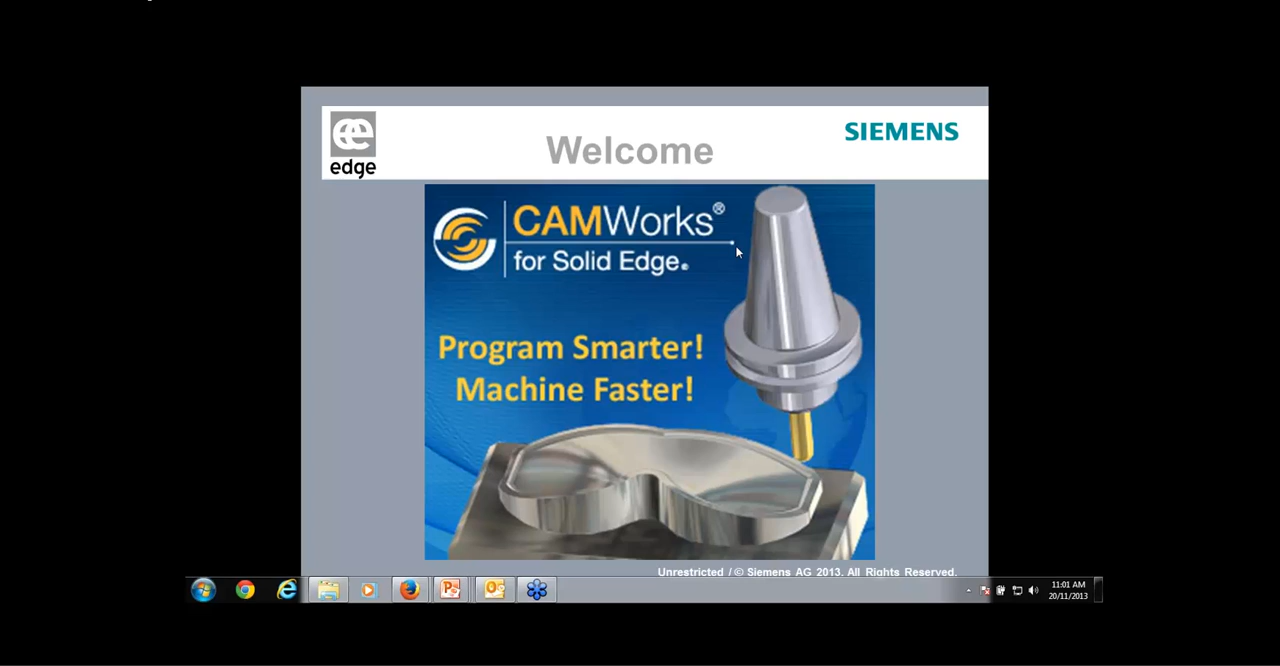 edge
Welcome
SIEMENS
CAMWorks®
for Solid Edge®
Program Smarter!
Machine Faster!
Unrestricted / © Siemens AG 2013. All Rights Reserved.
11:01 AM
20/11/2013